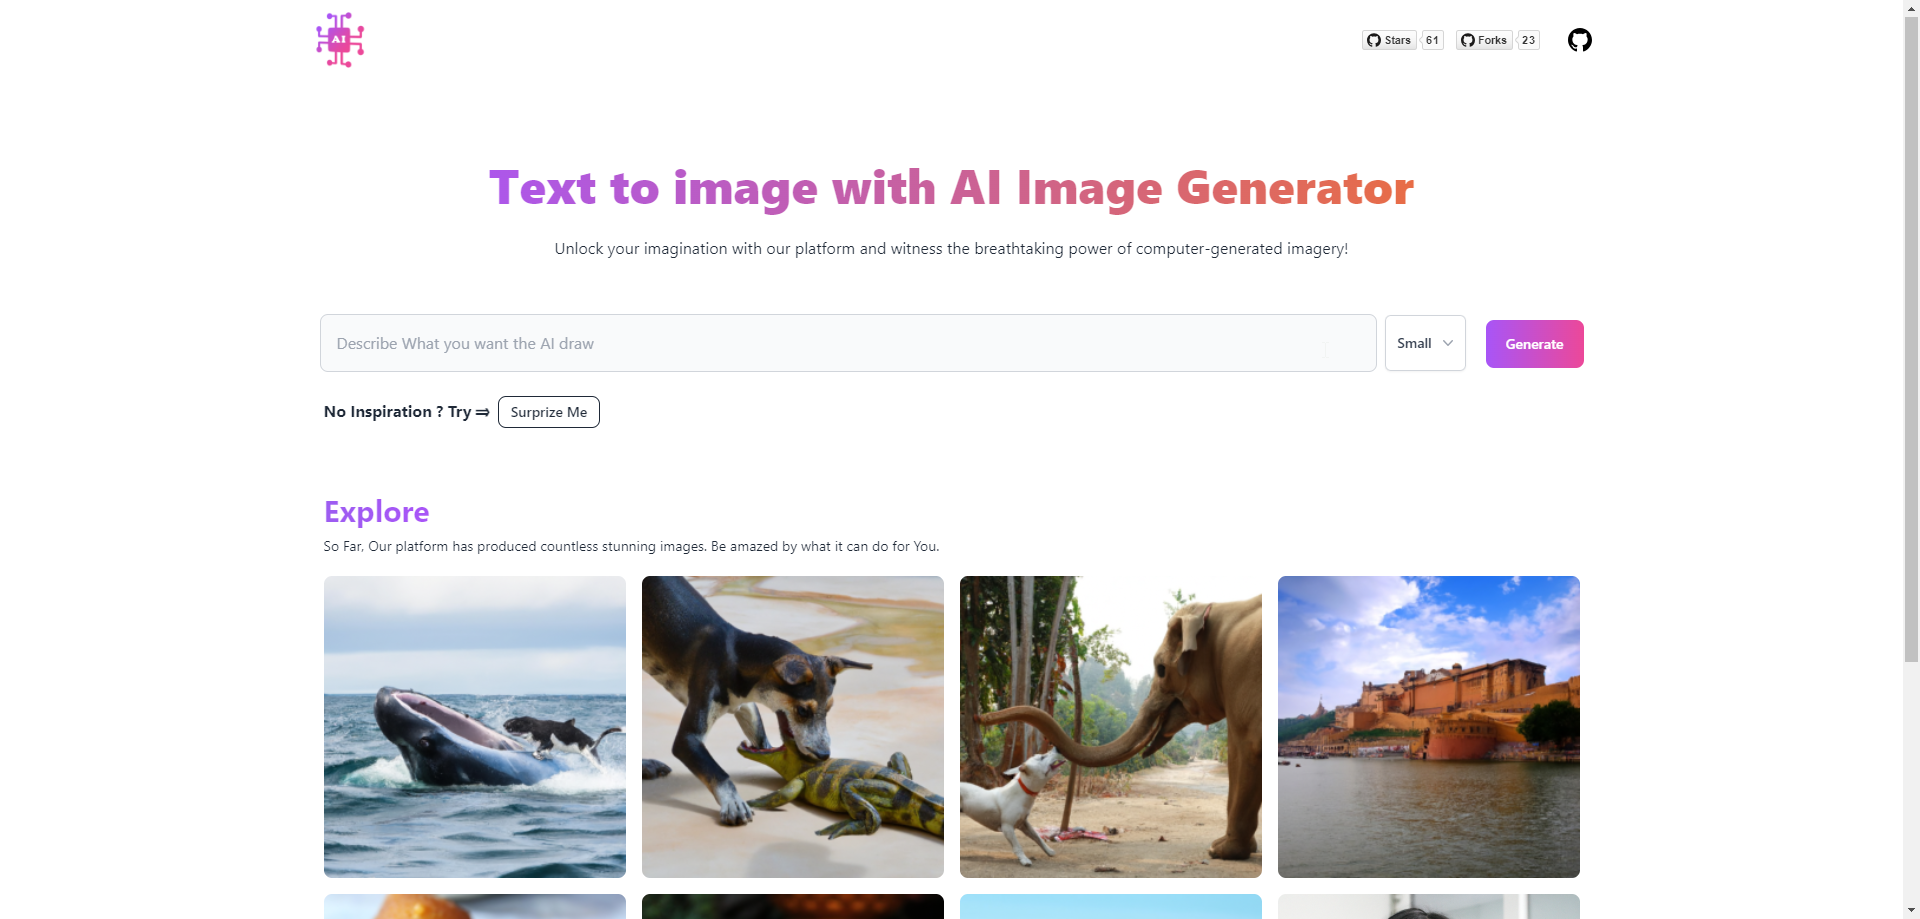 AI
Stars 61 Forks 23
Text to image with AI Image Generator
Unlock your imagination with our platform and witness the breathtaking power of computer-generated imagery!
Describe What you want the AI draw Small Generate
No Inspiration ? Try ⇒ Surprize Me
Explore
So Far, Our platform has produced countless stunning images. Be amazed by what it can do for You.